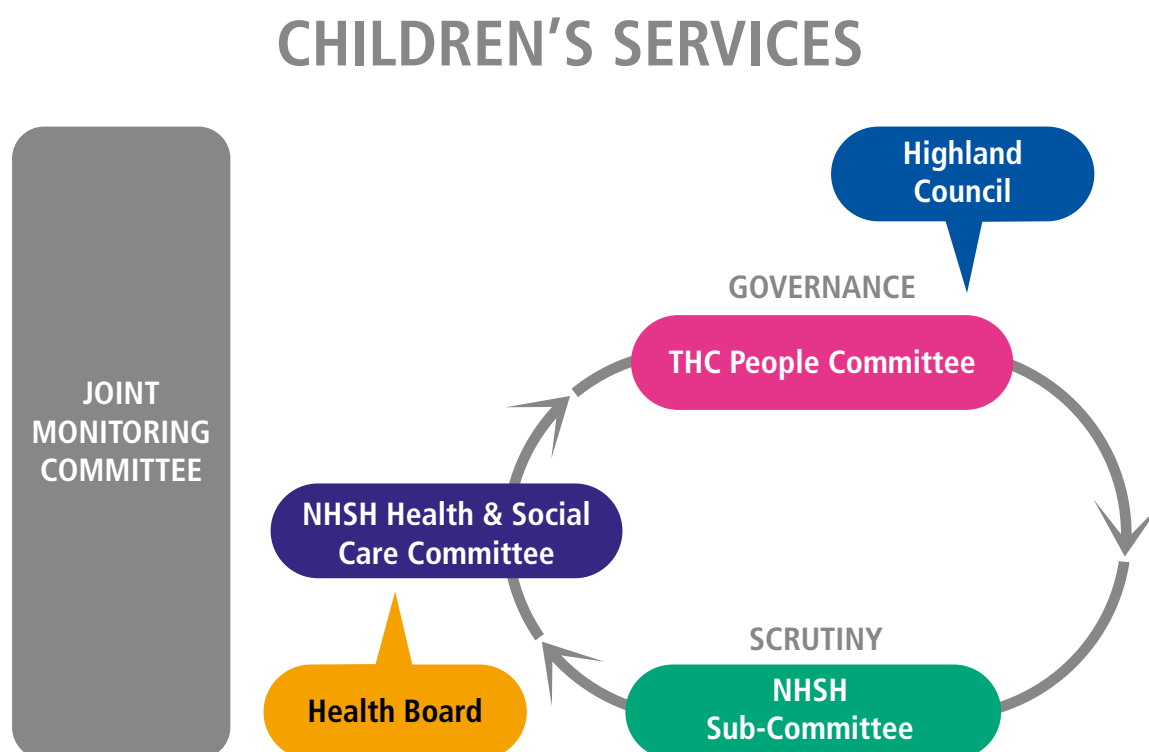 CHILDREN’S SERVICES
JOINT
MONITORING
COMMITTEE
Highland
Council
GOVERNANCE
THC People Committee
NHSH Health & Social
Care Committee
Health Board
SCRUTINY
NHSH
Sub-Committee